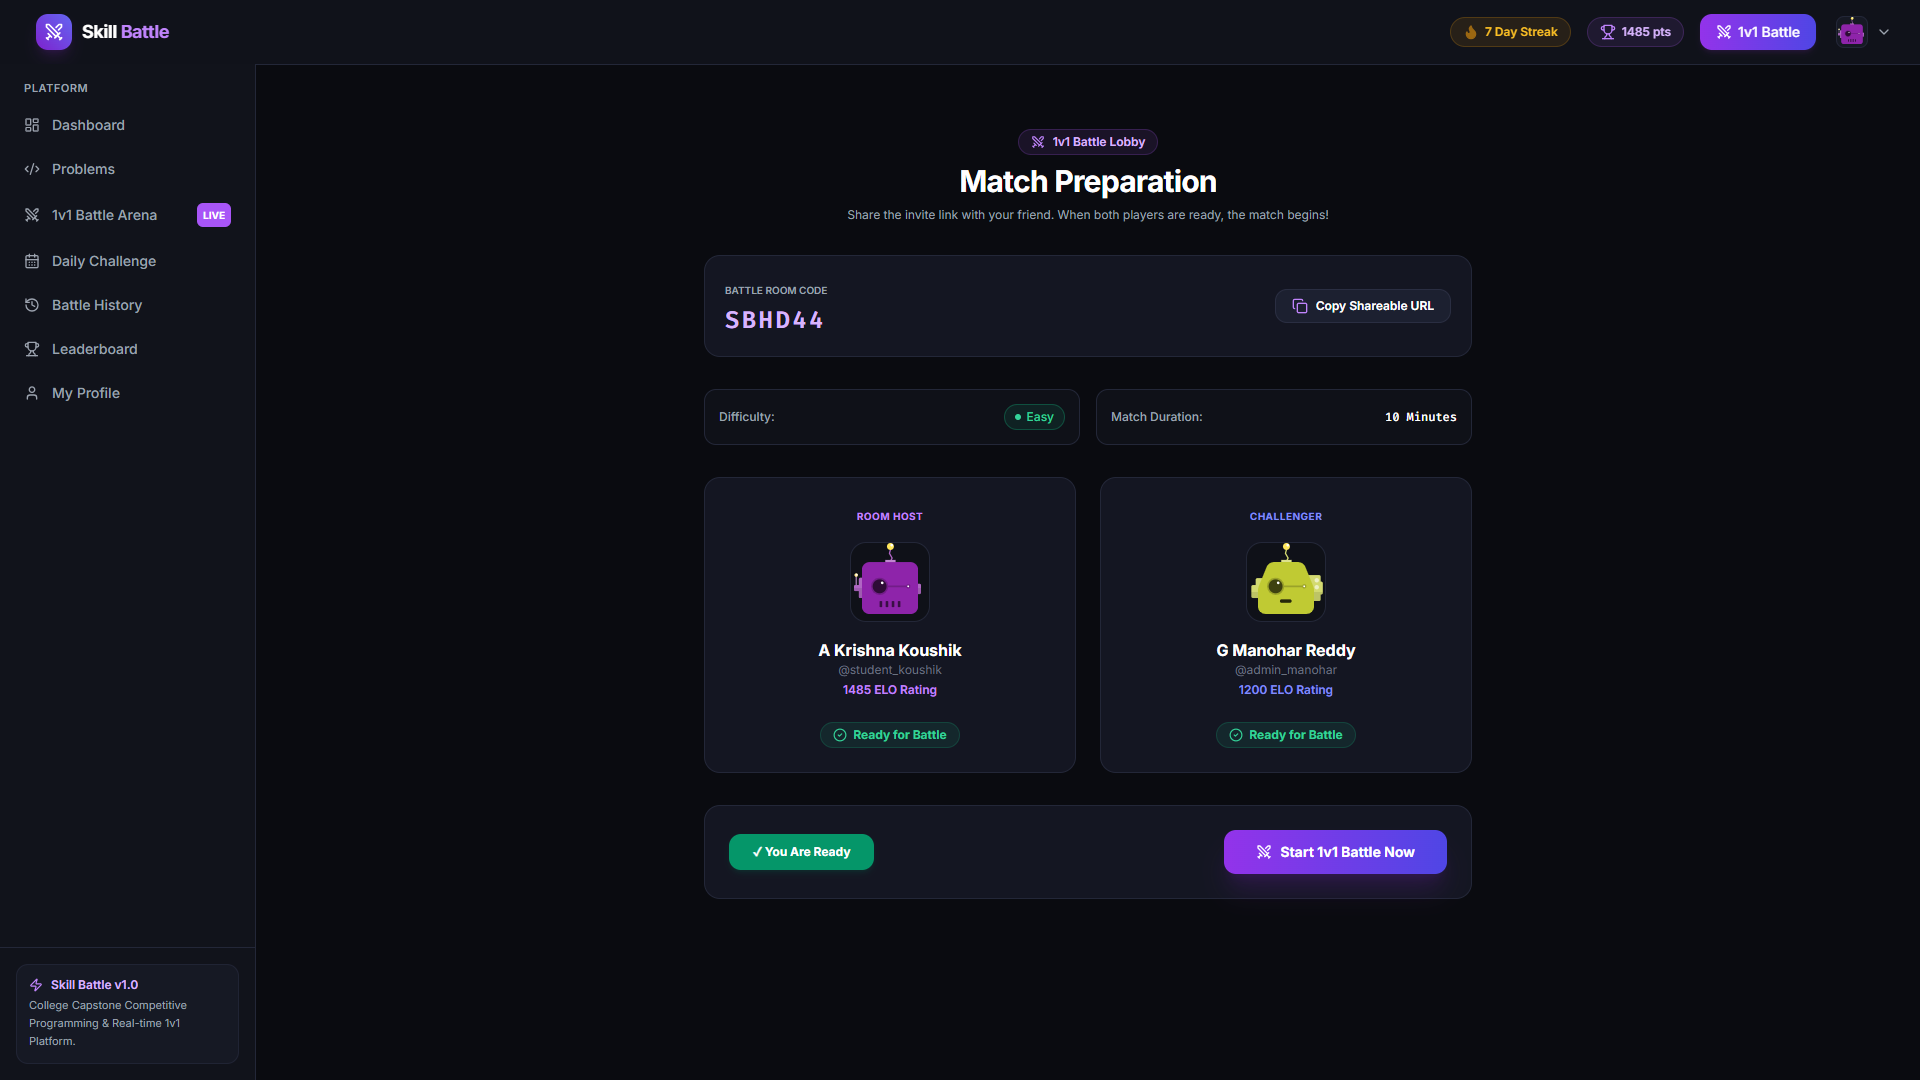 Skill Battle
7 Day Streak
1485 pts
1v1 Battle
PLATFORM
Dashboard
Problems
1v1 Battle Arena
LIVE
Daily Challenge
Battle History
Leaderboard
My Profile
Skill Battle v1.0
College Capstone Competitive
Programming & Real-time 1v1
Platform.
1v1 Battle Lobby
Match Preparation
Share the invite link with your friend. When both players are ready, the match begins!
BATTLE ROOM CODE
SBHD44
Copy Shareable URL
Difficulty:
Easy
Match Duration:
10 Minutes
ROOM HOST
A Krishna Koushik
@student_koushik
1485 ELO Rating
Ready for Battle
CHALLENGER
G Manohar Reddy
@admin_manohar
1200 ELO Rating
Ready for Battle
✓ You Are Ready
Start 1v1 Battle Now